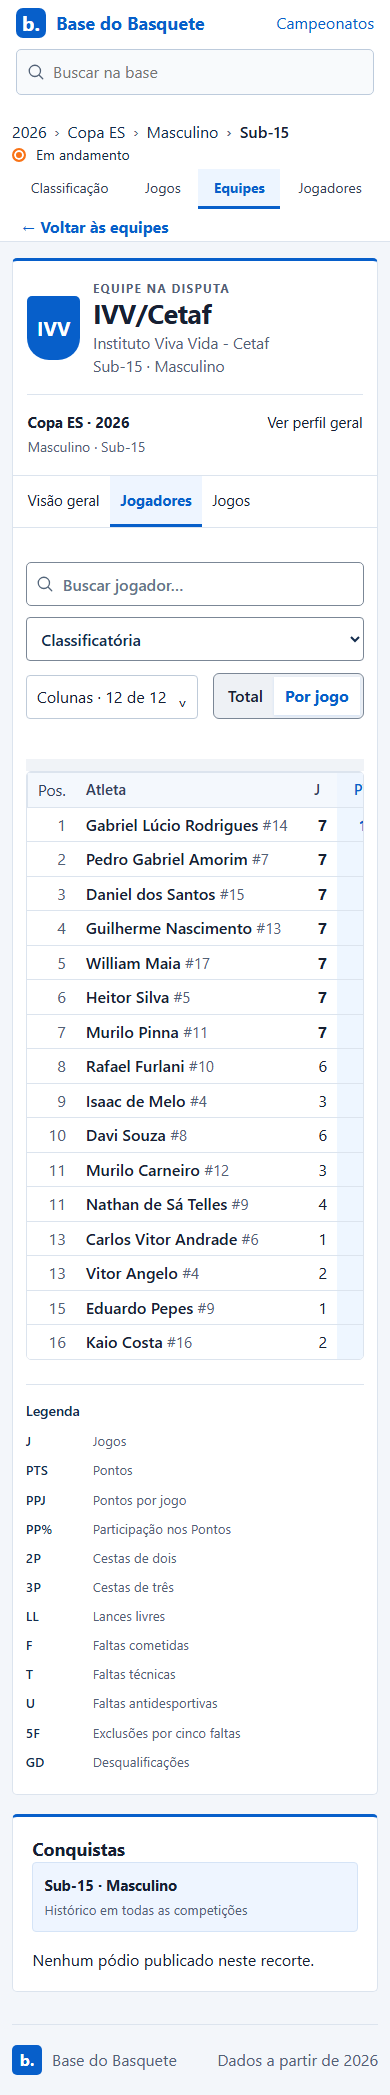 b. Base do Basquete Campeonatos
Buscar na base
2026 › Copa ES › Masculino › Sub-15
Em andamento
Classificação Jogos Equipes Jogadores
← Voltar às equipes
EQUIPE NA DISPUTA
IVV IVV/Cetaf
Instituto Viva Vida - Cetaf
Sub-15 · Masculino
Copa ES · 2026 Ver perfil geral
Masculino · Sub-15
Visão geral Jogadores Jogos
Buscar jogador...
Classificatória
Colunas · 12 de 12 v Total Por jogo
Pos. Atleta J P
1 Gabriel Lúcio Rodrigues #14 7 1
2 Pedro Gabriel Amorim #7 7
3 Daniel dos Santos #15 7
4 Guilherme Nascimento #13 7
5 William Maia #17 7
6 Heitor Silva #5 7
7 Murilo Pinna #11 7
8 Rafael Furlani #10 6
9 Isaac de Melo #4 3
10 Davi Souza #8 6
11 Murilo Carneiro #12 3
11 Nathan de Sá Telles #9 4
13 Carlos Vitor Andrade #6 1
13 Vitor Angelo #4 2
15 Eduardo Pepes #9 1
16 Kaio Costa #16 2
Legenda
J Jogos
PTS Pontos
PPJ Pontos por jogo
PP% Participação nos Pontos
2P Cestas de dois
3P Cestas de três
LL Lances livres
F Faltas cometidas
T Faltas técnicas
U Faltas antidesportivas
5F Exclusões por cinco faltas
GD Desqualificações
Conquistas
Sub-15 · Masculino
Histórico em todas as competições
Nenhum pódio publicado neste recorte.
b. Base do Basquete Dados a partir de 2026